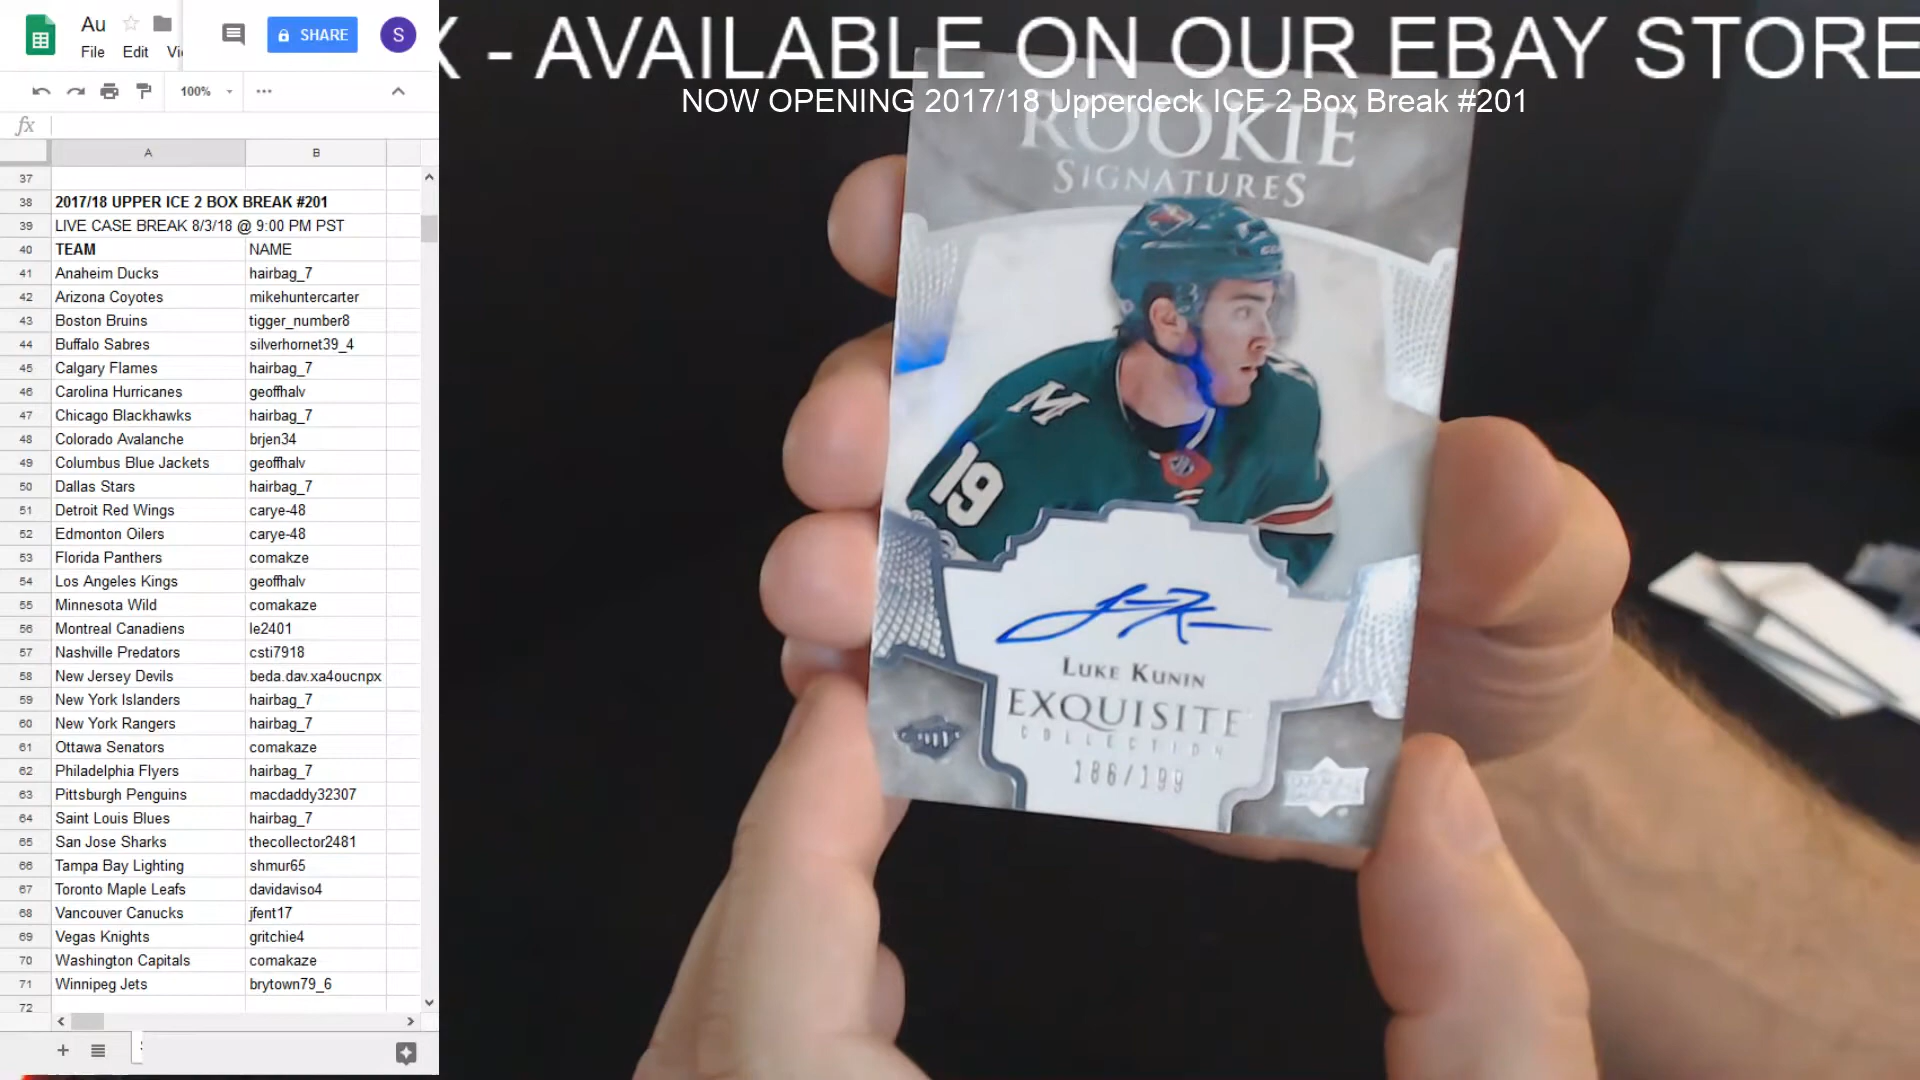 Au
SHARE
S
File Edit
100%
fx
A B
37
38 2017/18 UPPER ICE 2 BOX BREAK #201
39 LIVE CASE BREAK 8/3/18 @ 9:00 PM PST
40 TEAM NAME
41 Anaheim Ducks hairbag_7
42 Arizona Coyotes mikehuntercarter
43 Boston Bruins tigger_number8
44 Buffalo Sabres silverhornet39_4
45 Calgary Flames hairbag_7
46 Carolina Hurricanes geoffhalv
47 Chicago Blackhawks hairbag_7
48 Colorado Avalanche brjen34
49 Columbus Blue Jackets geoffhalv
50 Dallas Stars hairbag_7
51 Detroit Red Wings carye-48
52 Edmonton Oilers carye-48
53 Florida Panthers comakze
54 Los Angeles Kings geoffhalv
55 Minnesota Wild comakaze
56 Montreal Canadiens le2401
57 Nashville Predators csti7918
58 New Jersey Devils beda.dav.xa4oucnpx
59 New York Islanders hairbag_7
60 New York Rangers hairbag_7
61 Ottawa Senators comakaze
62 Philadelphia Flyers hairbag_7
63 Pittsburgh Penguins macdaddy32307
64 Saint Louis Blues hairbag_7
65 San Jose Sharks thecollector2481
66 Tampa Bay Lighting shmur65
67 Toronto Maple Leafs davidaviso4
68 Vancouver Canucks jfent17
69 Vegas Knights gritchie4
70 Washington Capitals comakaze
71 Winnipeg Jets brytown79_6
72
X - AVAILABLE ON OUR EBAY STORE
NOW OPENING 2017/18 Upperdeck ICE 2 Box Break #201
ROOKIE
SIGNATURES
M
19
LUKE KUNIN
EXQUISITE
COLLECTION
186/199